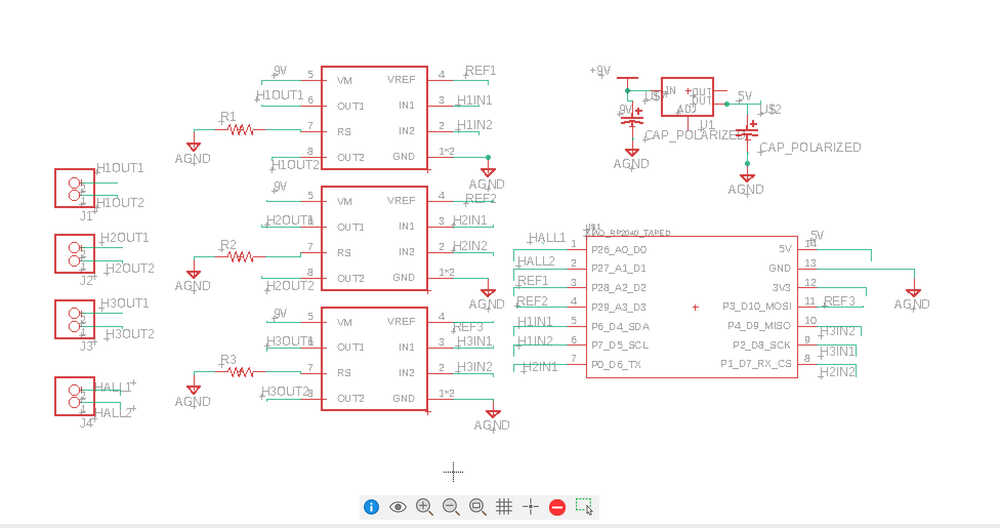 9V
5
VM
VREF
4
REF1
H1OUT1
6
OUT1
IN1
3
H1IN1
R1
7
RS
IN2
2
H1IN2
AGND
H1OUT2
8
OUT2
GND
1*2
AGND
9V
5
VM
VREF
4
REF2
H2OUT1
OUT1
IN1
3
H2IN1
R2
7
RS
IN2
2
H2IN2
AGND
H2OUT2
8
OUT2
GND
1*2
AGND
9V
5
VM
VREF
4
REF3
H3OUT1
OUT1
IN1
3
H3IN1
R3
7
RS
IN2
2
H3IN2
AGND
H3OUT2
OUT2
GND
1*2
AGND
H1OUT1
H1OUT2
J1
H2OUT1
H2OUT2
J2
H3OUT1
H3OUT2
J3
HALL1
HALL2
J4
+9V
IN
OUT
OUT
ADJ
U1
5V
9V
CAP_POLARIZED
AGND
CAP_POLARIZED
AGND
HALL1
1
P26_A0_D0
HALL2
2
P27_A1_D1
REF1
3
P28_A2_D2
REF2
4
P29_A3_D3
H1IN1
5
P6_D4_SDA
H1IN2
6
P7_D5_SCL
H2IN1
7
P0_D6_TX
5V
5V
14
GND
13
AGND
3V3
12
P3_D10_MOSI
11
REF3
P4_D9_MISO
10
H3IN2
P2_D8_SCK
9
H3IN1
P1_D7_RX_CS
8
H2IN2